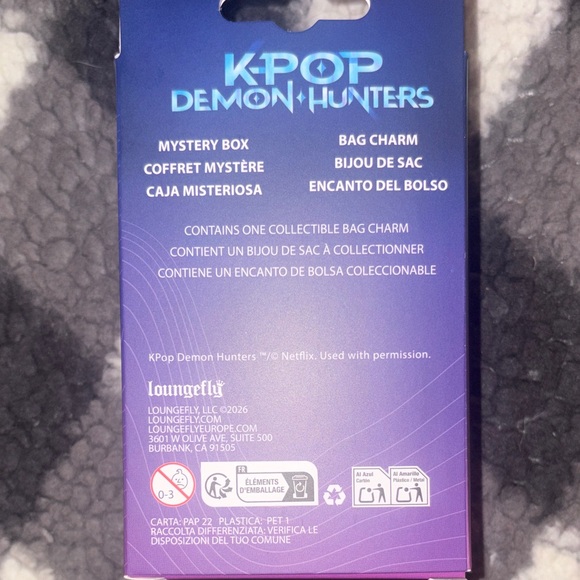 K-POP
DEMON HUNTERS
MYSTERY BOX
COFFRET MYSTÈRE
CAJA MISTERIOSA
BAG CHARM
BIJOU DE SAC
ENCANTO DEL BOLSO
CONTAINS ONE COLLECTIBLE BAG CHARM
CONTIENT UN BIJOU DE SAC À COLLECTIONNER
CONTIENE UN ENCANTO DE BOLSA COLECCIONABLE
KPop Demon Hunters ™/© Netflix. Used with permission.
loungefly
LOUNGEFLY, LLC ©2026
LOUNGEFLY.COM
LOUNGEFLYEUROPE.COM
3601 W OLIVE AVE, SUITE 500
BURBANK, CA 91505
0-3
FR
ÉLÉMENTS
D'EMBALLAGE
Al Azul
Cartón
Al Amarillo
Plástico / Metal
CARTA: PAP 22 PLASTICA: PET 1
RACCOLTA DIFFERENZIATA: VERIFICA LE
DISPOSIZIONI DEL TUO COMUNE